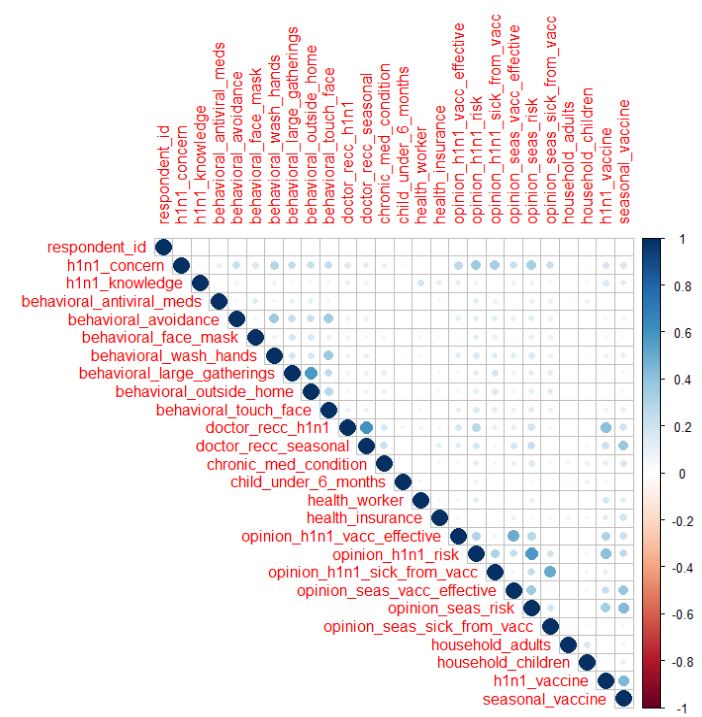 respondent_id
h1n1_concern
h1n1_knowledge
behavioral_antiviral_meds
behavioral_avoidance
behavioral_face_mask
behavioral_wash_hands
behavioral_large_gatherings
behavioral_outside_home
behavioral_touch_face
doctor_recc_h1n1
doctor_recc_seasonal
chronic_med_condition
child_under_6_months
health_worker
health_insurance
opinion_h1n1_vacc_effective
opinion_h1n1_risk
opinion_h1n1_sick_from_vacc
opinion_seas_vacc_effective
opinion_seas_risk
opinion_seas_sick_from_vacc
household_adults
household_children
h1n1_vaccine
seasonal_vaccine
respondent_id
h1n1_concern
h1n1_knowledge
behavioral_antiviral_meds
behavioral_avoidance
behavioral_face_mask
behavioral_wash_hands
behavioral_large_gatherings
behavioral_outside_home
behavioral_touch_face
doctor_recc_h1n1
doctor_recc_seasonal
chronic_med_condition
child_under_6_months
health_worker
health_insurance
opinion_h1n1_vacc_effective
opinion_h1n1_risk
opinion_h1n1_sick_from_vacc
opinion_seas_vacc_effective
opinion_seas_risk
opinion_seas_sick_from_vacc
household_adults
household_children
h1n1_vaccine
seasonal_vaccine
1
0.8
0.6
0.4
0.2
0
-0.2
-0.4
-0.6
-0.8
-1